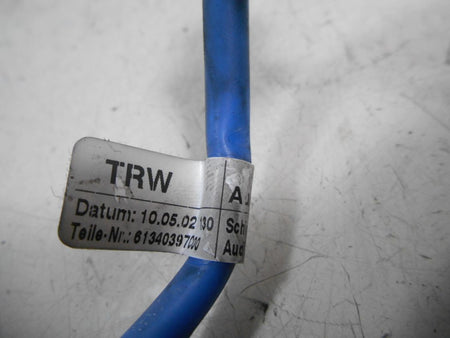 TRW A
Datum: 10.05.02 Sch
Teile-Nr.: 61340397000 Aud